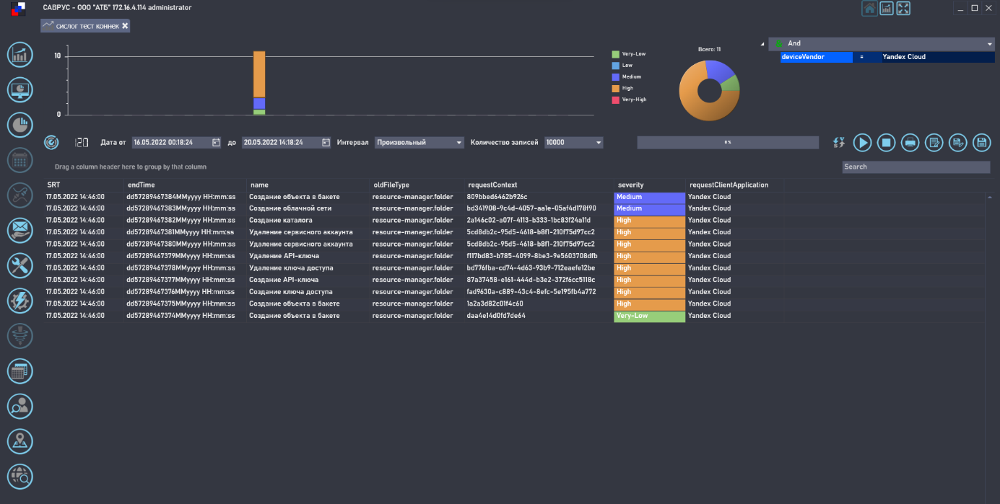 САВРУС - ООО "АТБ" 172.16.4.114 administrator
сислог тест коннек
10
0
Very-Low
Low
Medium
High
Very-High
Всего: 11
And
deviceVendor = Yandex Cloud
Дата от 16.05.2022 00:18:24 до 20.05.2022 14:18:24 Интервал Произвольный Количество записей 10000 0 %
Drag a column header here to group by that column
Search
SRT endTime name oldFileType requestContext severity requestClientApplication
17.05.2022 14:46:00 dd57289467384MMyyyy HH:mm:ss Создание объекта в бакете resource-manager.folder 809bbed6462b926c Medium Yandex Cloud
17.05.2022 14:46:00 dd57289467383MMyyyy HH:mm:ss Создание облачной сети resource-manager.folder bd341908-9c4d-4057-aa1e-05af4d178f90 Medium Yandex Cloud
17.05.2022 14:46:00 dd57289467382MMyyyy HH:mm:ss Создание каталога resource-manager.folder 2a146c02-a07f-4113-b333-1bc83f24a11d High Yandex Cloud
17.05.2022 14:46:00 dd57289467381MMyyyy HH:mm:ss Удаление сервисного аккаунта resource-manager.folder 5cd8db2c-95d5-4618-b8f1-210f75d97cc2 High Yandex Cloud
17.05.2022 14:46:00 dd57289467380MMyyyy HH:mm:ss Удаление сервисного аккаунта resource-manager.folder 5cd8db2c-95d5-4618-b8f1-210f75d97cc2 High Yandex Cloud
17.05.2022 14:46:00 dd57289467379MMyyyy HH:mm:ss Удаление API-ключа resource-manager.folder f117bd83-b785-4099-8be3-9e5603708dfb High Yandex Cloud
17.05.2022 14:46:00 dd57289467378MMyyyy HH:mm:ss Удаление ключа доступа resource-manager.folder bd776fba-cd74-4d63-93b9-712eaefe12be High Yandex Cloud
17.05.2022 14:46:00 dd57289467377MMyyyy HH:mm:ss Создание API-ключа resource-manager.folder 87a37458-e161-444d-b3e2-372f6cc5118c High Yandex Cloud
17.05.2022 14:46:00 dd57289467376MMyyyy HH:mm:ss Создание ключа доступа resource-manager.folder fad9630a-c889-43c4-8efc-5e195fb4a772 High Yandex Cloud
17.05.2022 14:46:00 dd57289467375MMyyyy HH:mm:ss Создание объекта в бакете resource-manager.folder 1a2a3d82c01f4c60 High Yandex Cloud
17.05.2022 14:46:00 dd57289467374MMyyyy HH:mm:ss Создание объекта в бакете resource-manager.folder daa4e14d0fd7de64 Very-Low Yandex Cloud